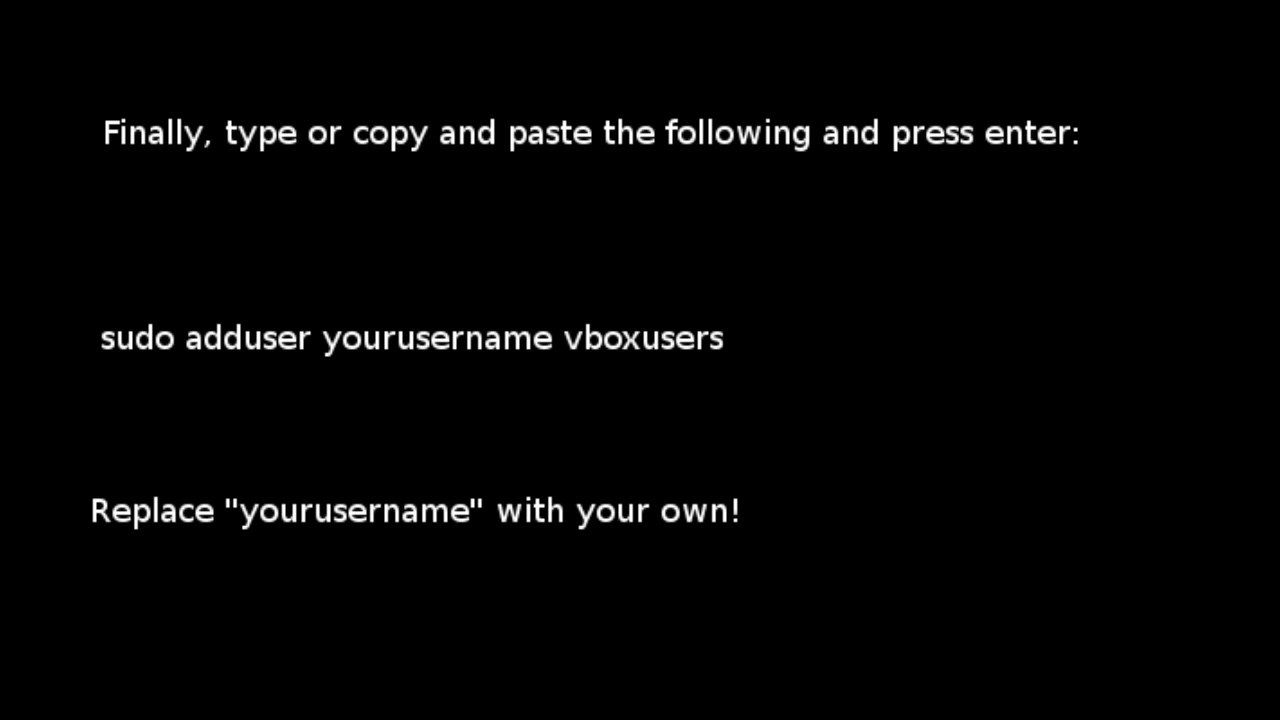 Finally, type or copy and paste the following and press enter:
sudo adduser yourusername vboxusers
Replace "yourusername" with your own!